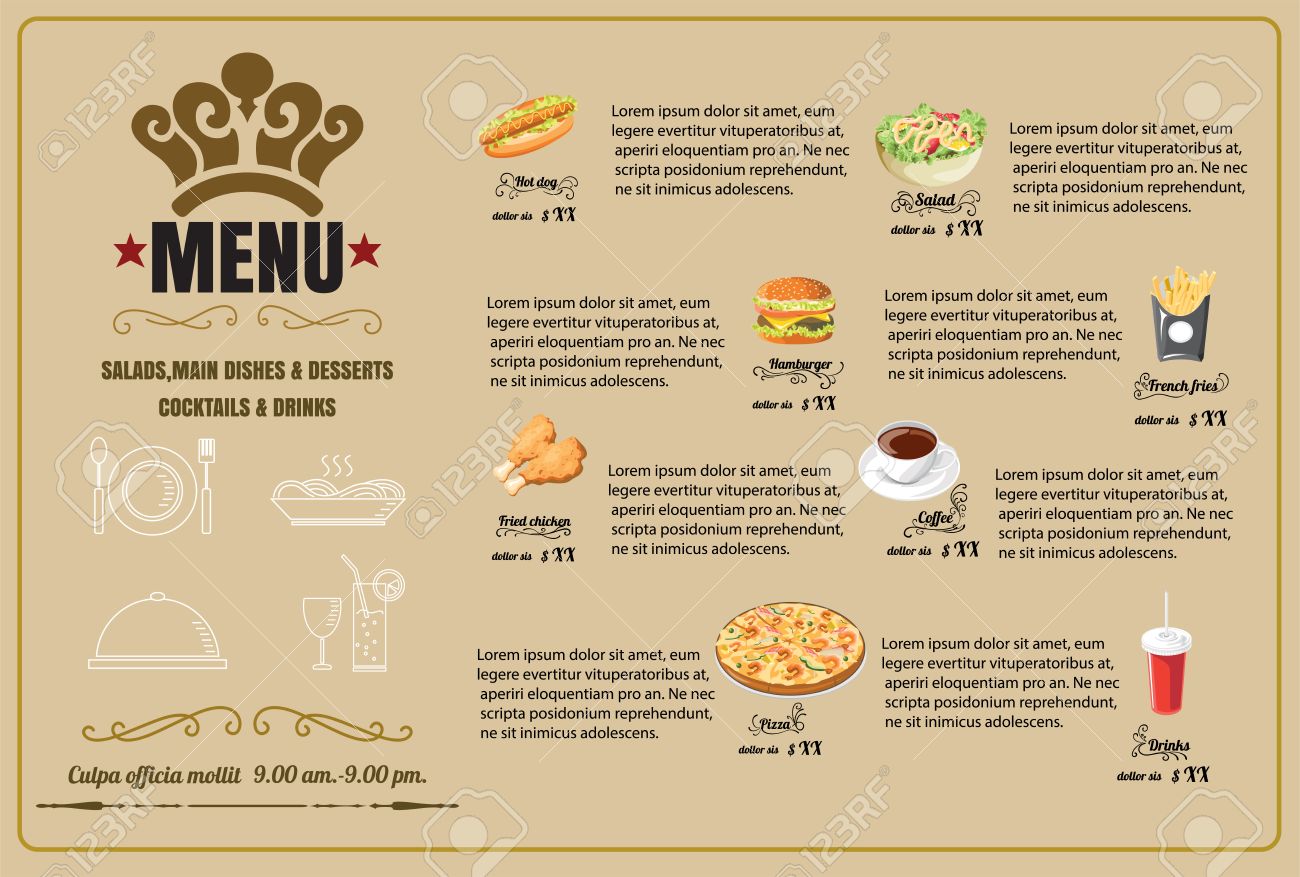 MENU
SALADS,MAIN DISHES & DESSERTS
COCKTAILS & DRINKS
Culpa officia mollit 9.00 am.-9.00 pm.
Hot dog
dollor sis $ XX
Lorem ipsum dolor sit amet,
legere evertitur vituperatoribus at,
aperiri eloquentiam pro an. Ne nec
scripta posidonium reprehendunt,
ne sit inimicus adolescens.
Salad
dollor sis $ XX
Lorem ipsum dolor sit amet,
legere evertitur vituperatoribus at,
aperiri eloquentiam pro an. Ne nec
scripta posidonium reprehendunt,
ne sit inimicus adolescens.
Lorem ipsum dolor sit amet,
legere evertitur vituperatoribus at,
aperiri eloquentiam pro an. Ne nec
scripta posidonium reprehendunt,
ne sit inimicus adolescens.
Hamburger
dollor sis $ XX
Lorem ipsum dolor sit amet,
legere evertitur vituperatoribus at,
aperiri eloquentiam pro an. Ne nec
scripta posidonium reprehendunt,
ne sit inimicus adolescens.
French fries
dollor sis $ XX
Fried chicken
dollor sis $ XX
Lorem ipsum dolor sit amet,
legere evertitur vituperatoribus at,
aperiri eloquentiam pro an. Ne nec
scripta posidonium reprehendunt,
ne sit inimicus adolescens.
Coffee
dollor sis $ XX
Lorem ipsum dolor sit amet,
legere evertitur vituperatoribus at,
aperiri eloquentiam pro an. Ne nec
scripta posidonium reprehendunt,
ne sit inimicus adolescens.
Lorem ipsum dolor sit amet,
legere evertitur vituperatoribus at,
aperiri eloquentiam pro an. Ne nec
scripta posidonium reprehendunt,
ne sit inimicus adolescens.
Pizza
dollor sis $ XX
Lorem ipsum dolor sit amet,
legere evertitur vituperatoribus at,
aperiri eloquentiam pro an. Ne nec
scripta posidonium reprehendunt,
ne sit inimicus adolescens.
Drinks
dollor sis $ XX
123RF